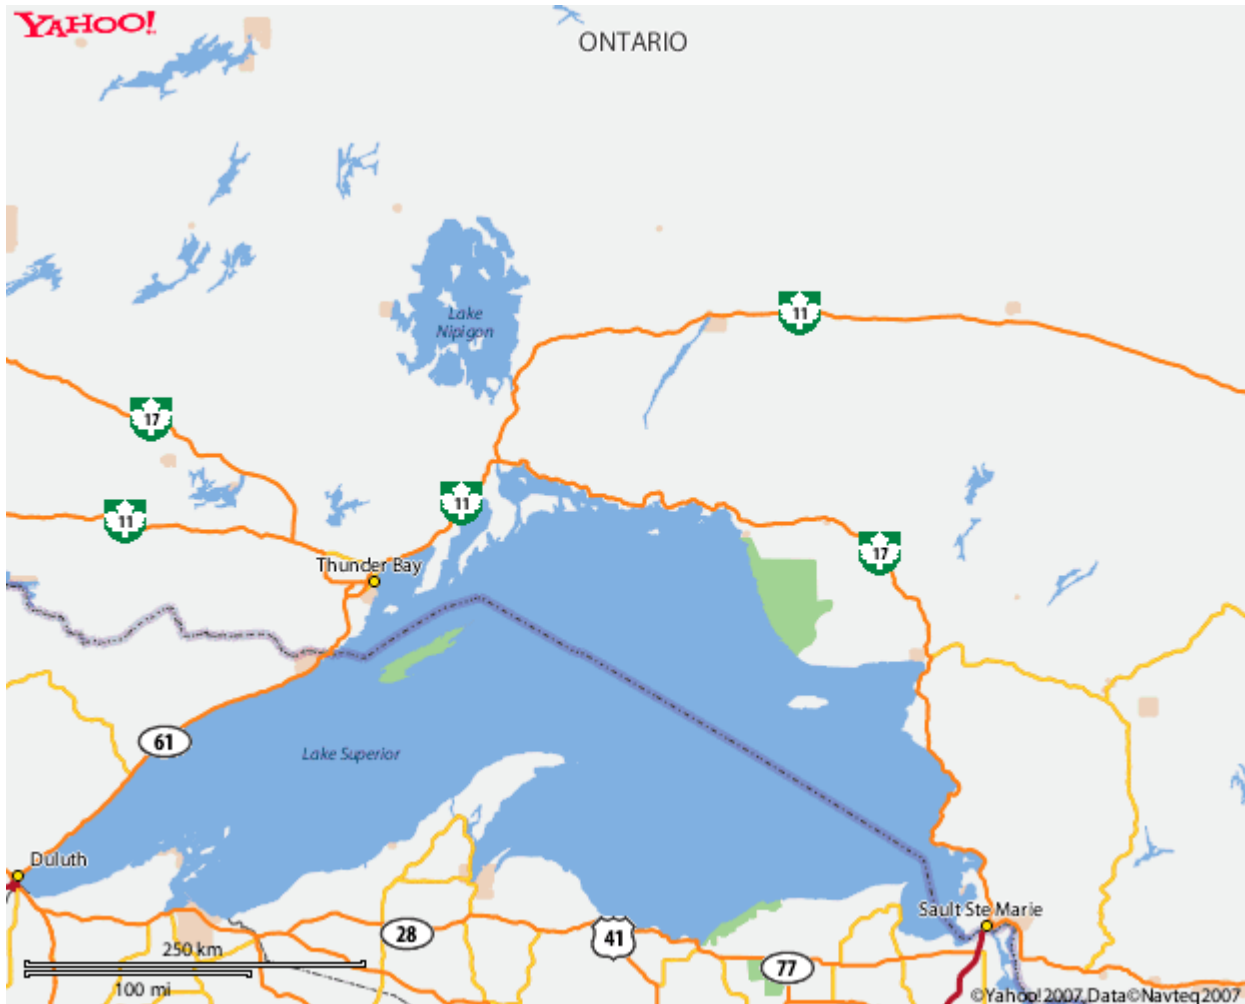 YAHOO!
ONTARIO
Lake
Nipigon
11
17
11
11
17
Thunder Bay
61
Lake Superior
Duluth
Sault Ste Marie
28
41
77
250 km
100 mi
©Yahoo! 2007, Data©Navteq2007